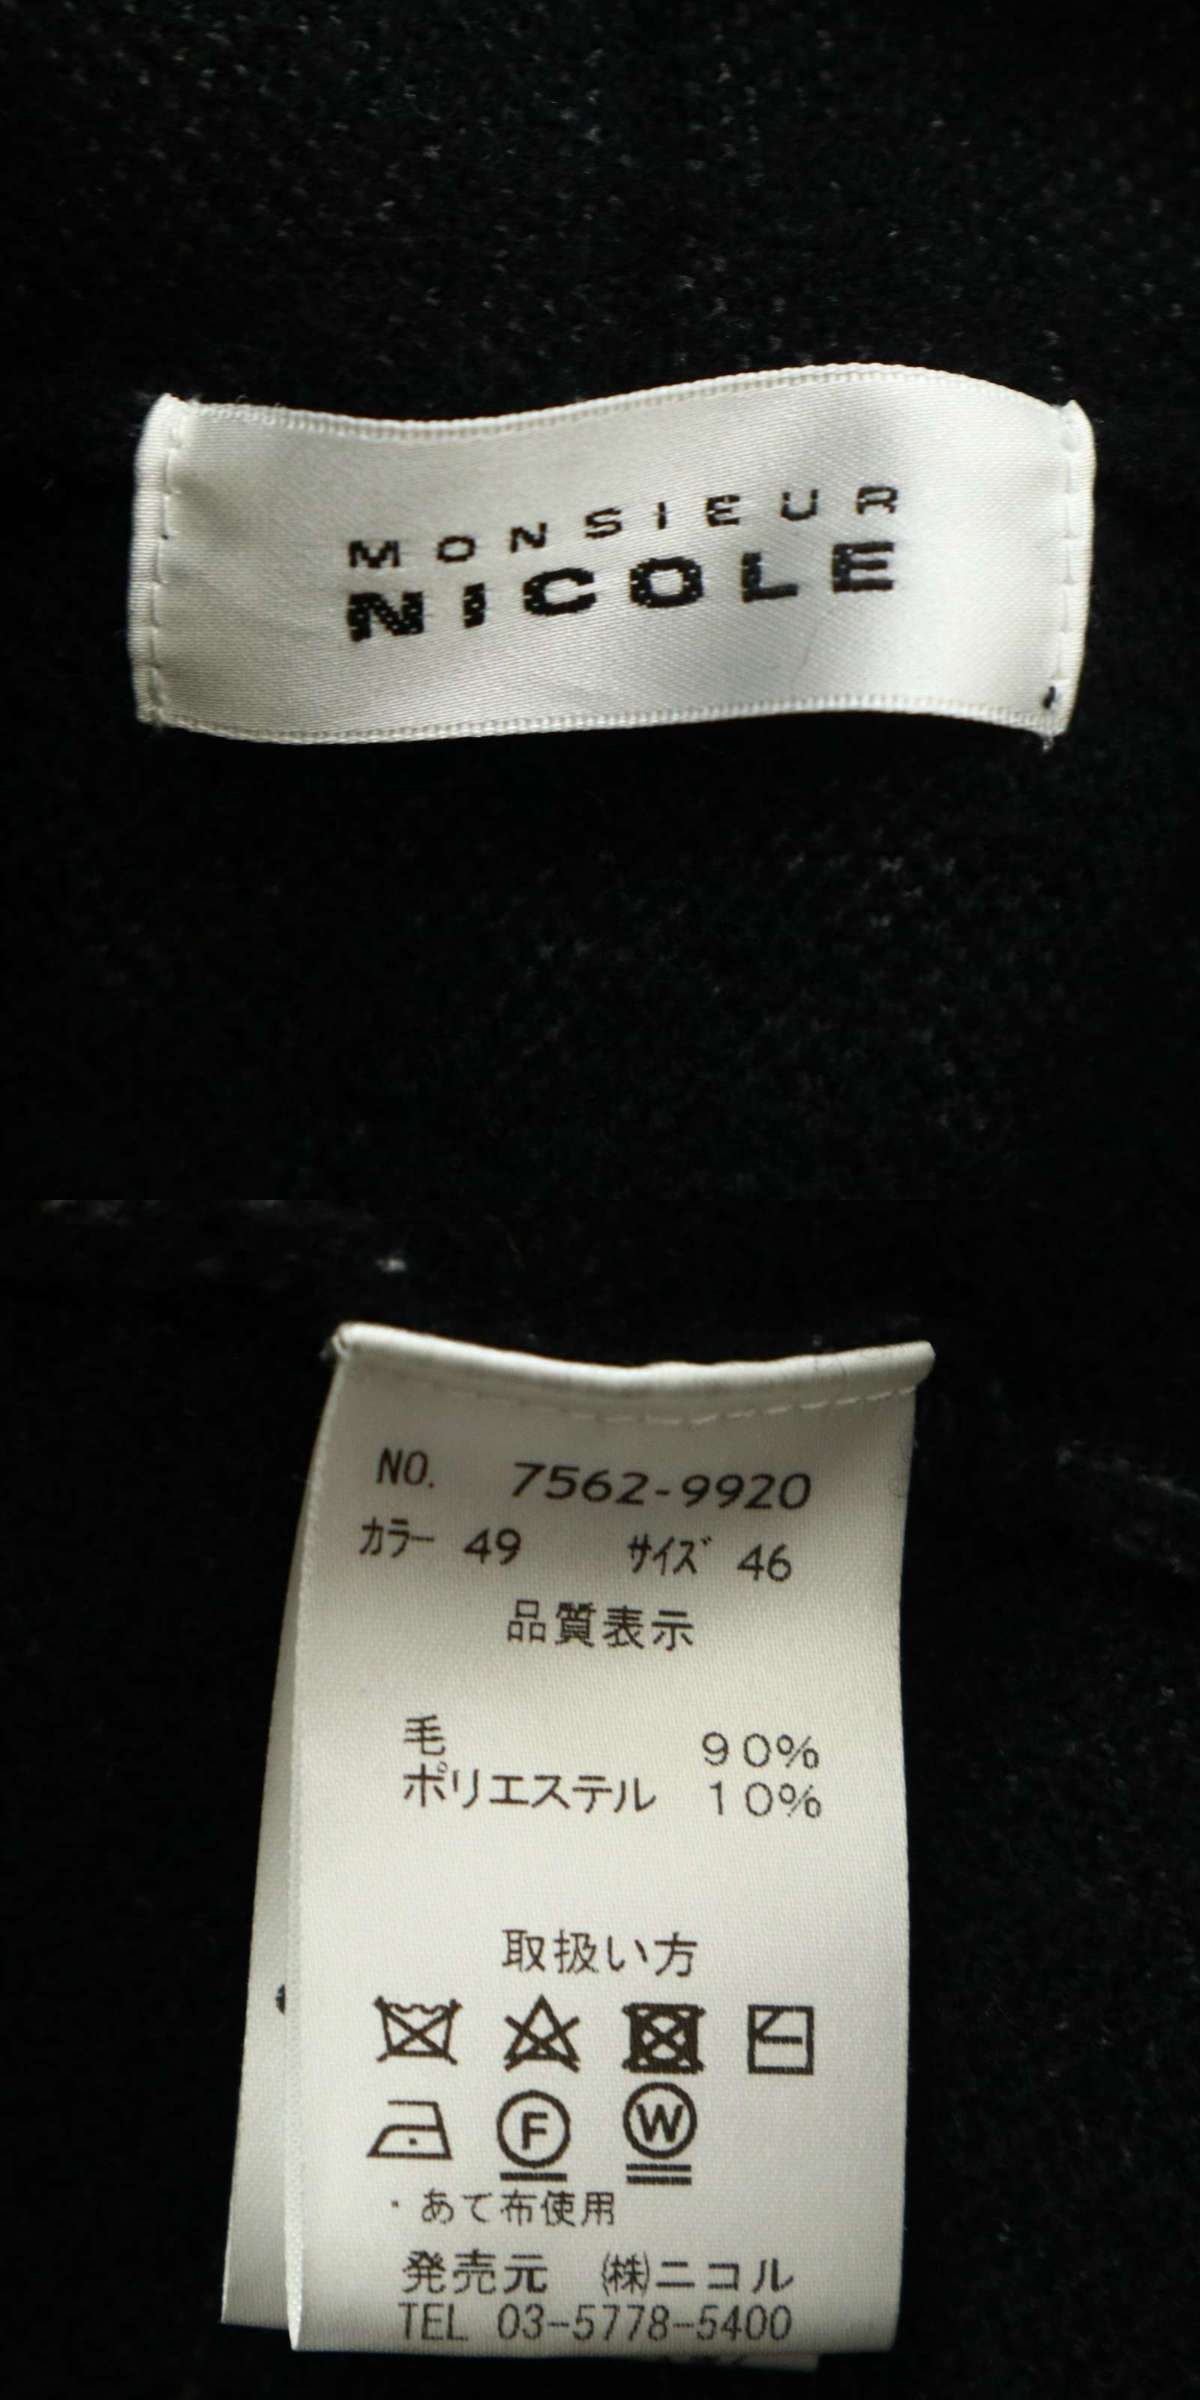 MONSIEUR
NICOLE
NO. 7562-9920
カラー 49 サイズ 46
品質表示
毛 90%
ポリエステル 10%
取扱い方
F W
・あて布使用
発売元 ㈱ニコル
TEL 03-5778-5400